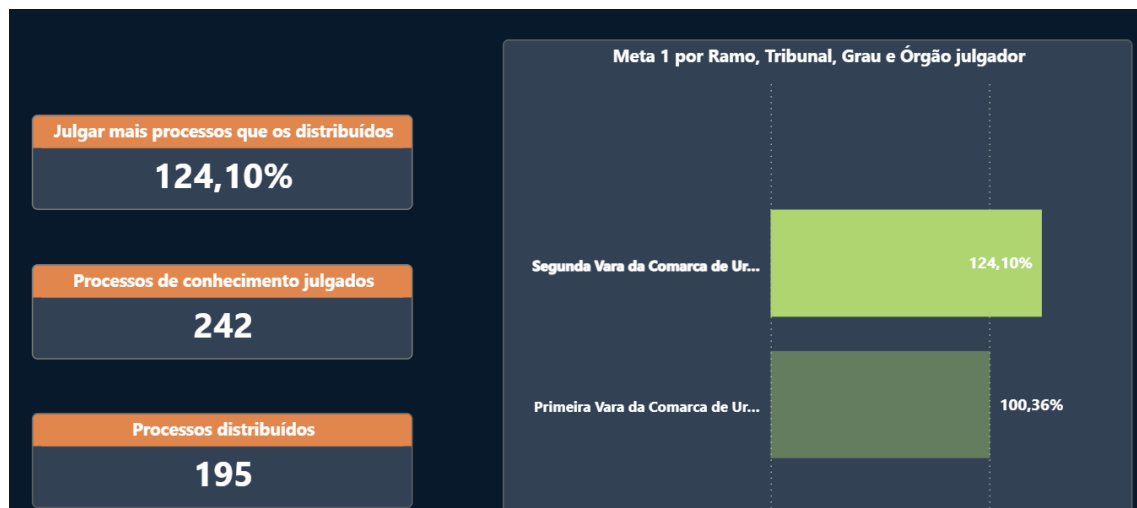 Julgar mais processos que os distribuídos
124,10%
Processos de conhecimento julgados
242
Processos distribuídos
195
Meta 1 por Ramo, Tribunal, Grau e Órgão julgador
Segunda Vara da Comarca de Ur...
124,10%
Primeira Vara da Comarca de Ur...
100,36%